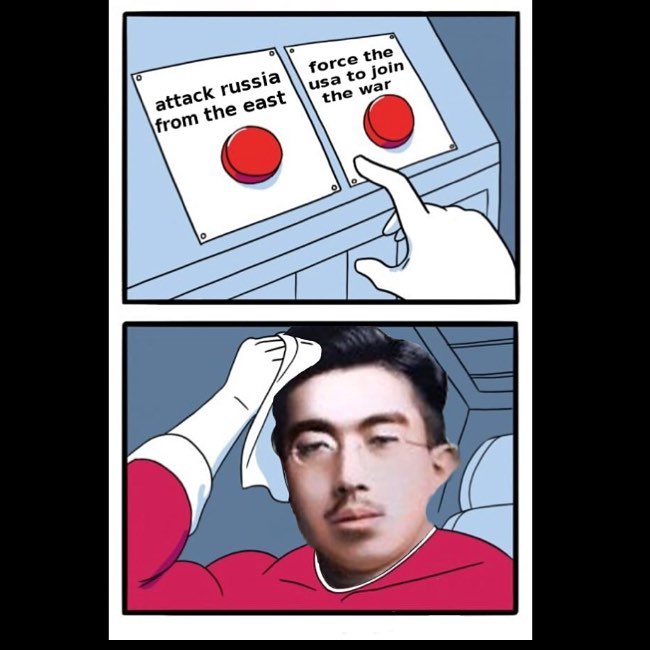 attack russia
from the east
force the
usa to join
the war